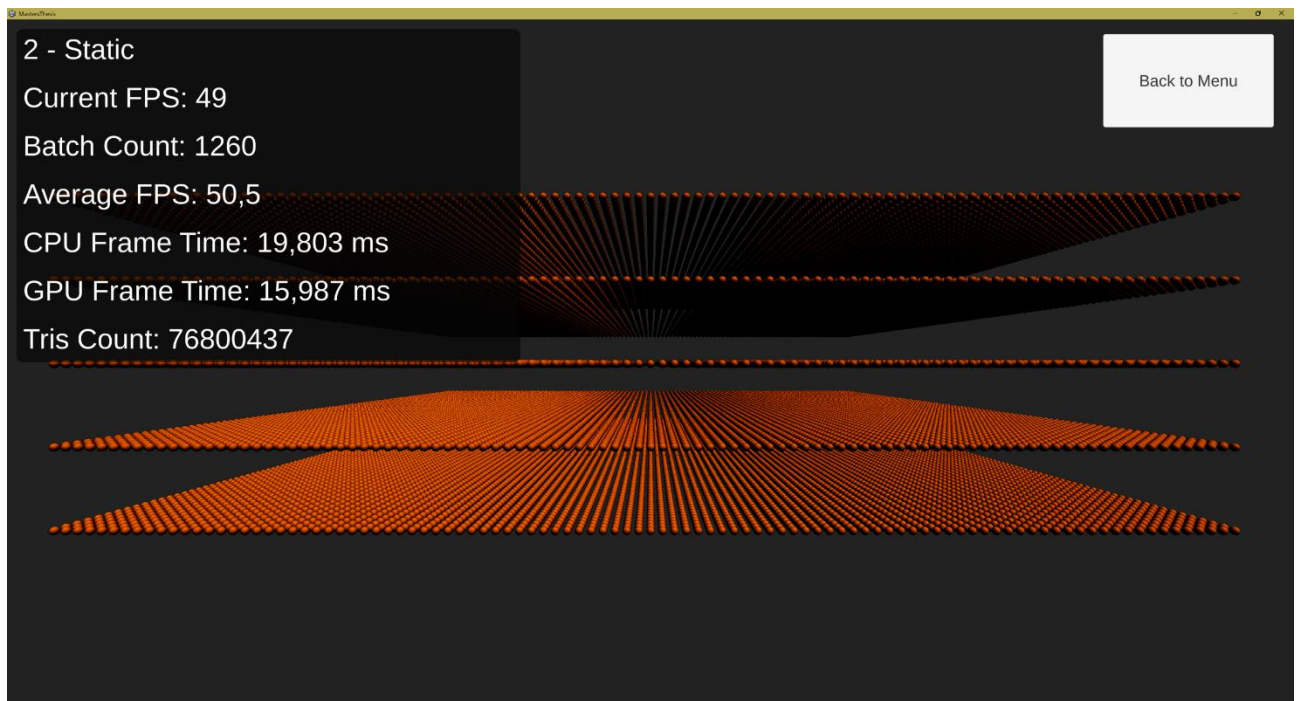 MastersThesis
2 - Static
Back to Menu
Current FPS: 49
Batch Count: 1260
Average FPS: 50,5
CPU Frame Time: 19,803 ms
GPU Frame Time: 15,987 ms
Tris Count: 76800437